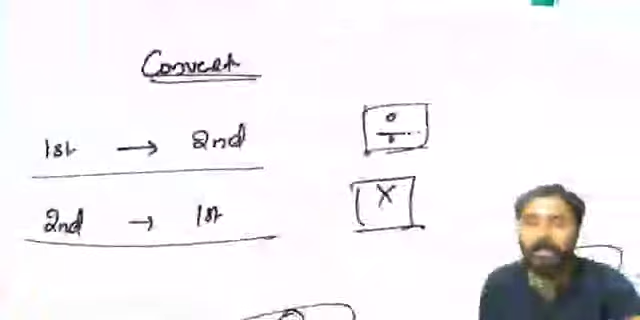 Convert
1st → 2nd ÷
2nd → 1st X